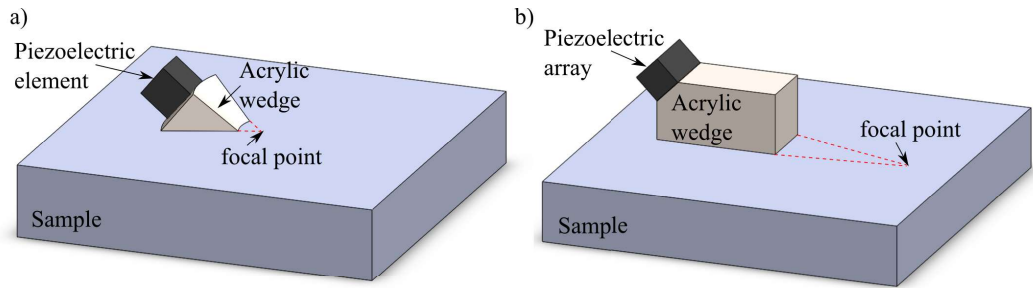 a)
Piezoelectric
element
Acrylic
wedge
focal point
Sample
b)
Piezoelectric
array
Acrylic
wedge
focal point
Sample